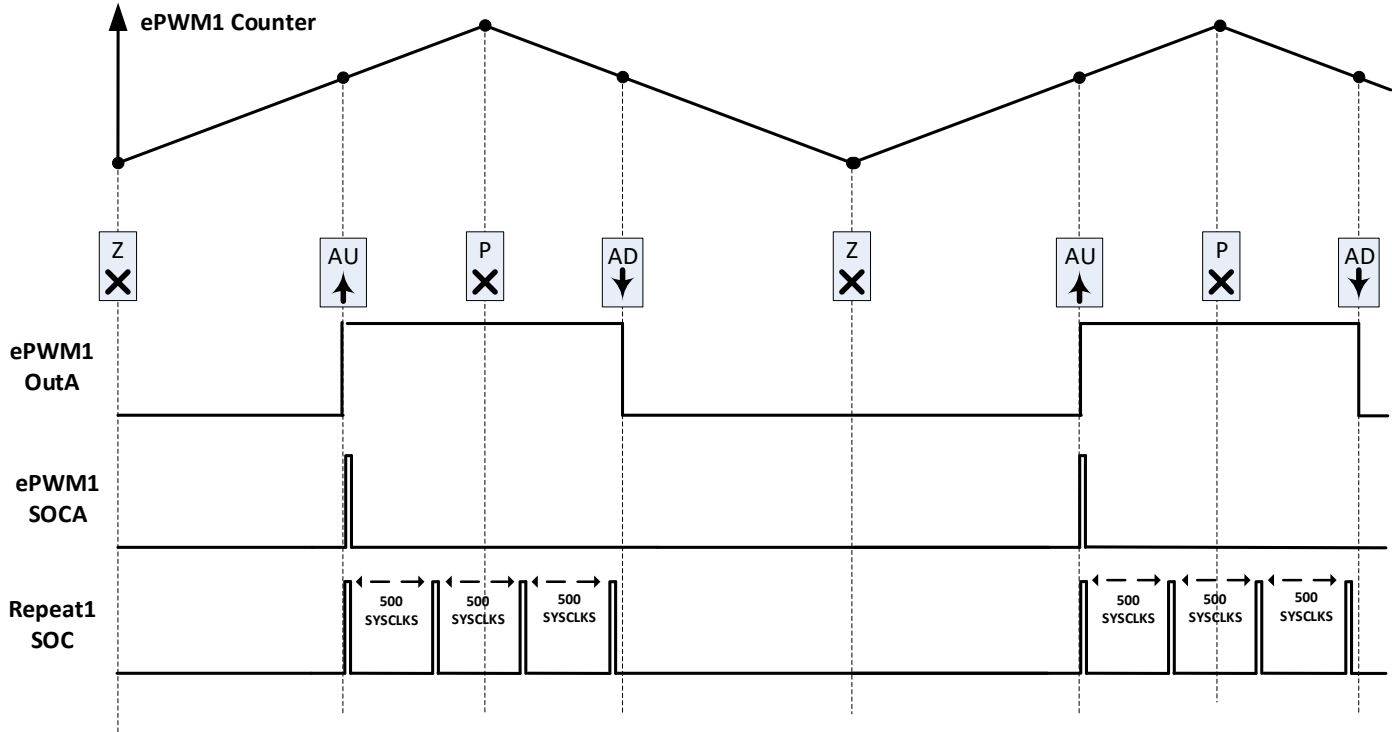 ePWM1 Counter
Z
AU
P
AD
Z
AU
P
AD
ePWM1
OutA
ePWM1
SOCA
Repeat1
SOC
500
SYSCLKS
500
SYSCLKS
500
SYSCLKS
500
SYSCLKS
500
SYSCLKS
500
SYSCLKS